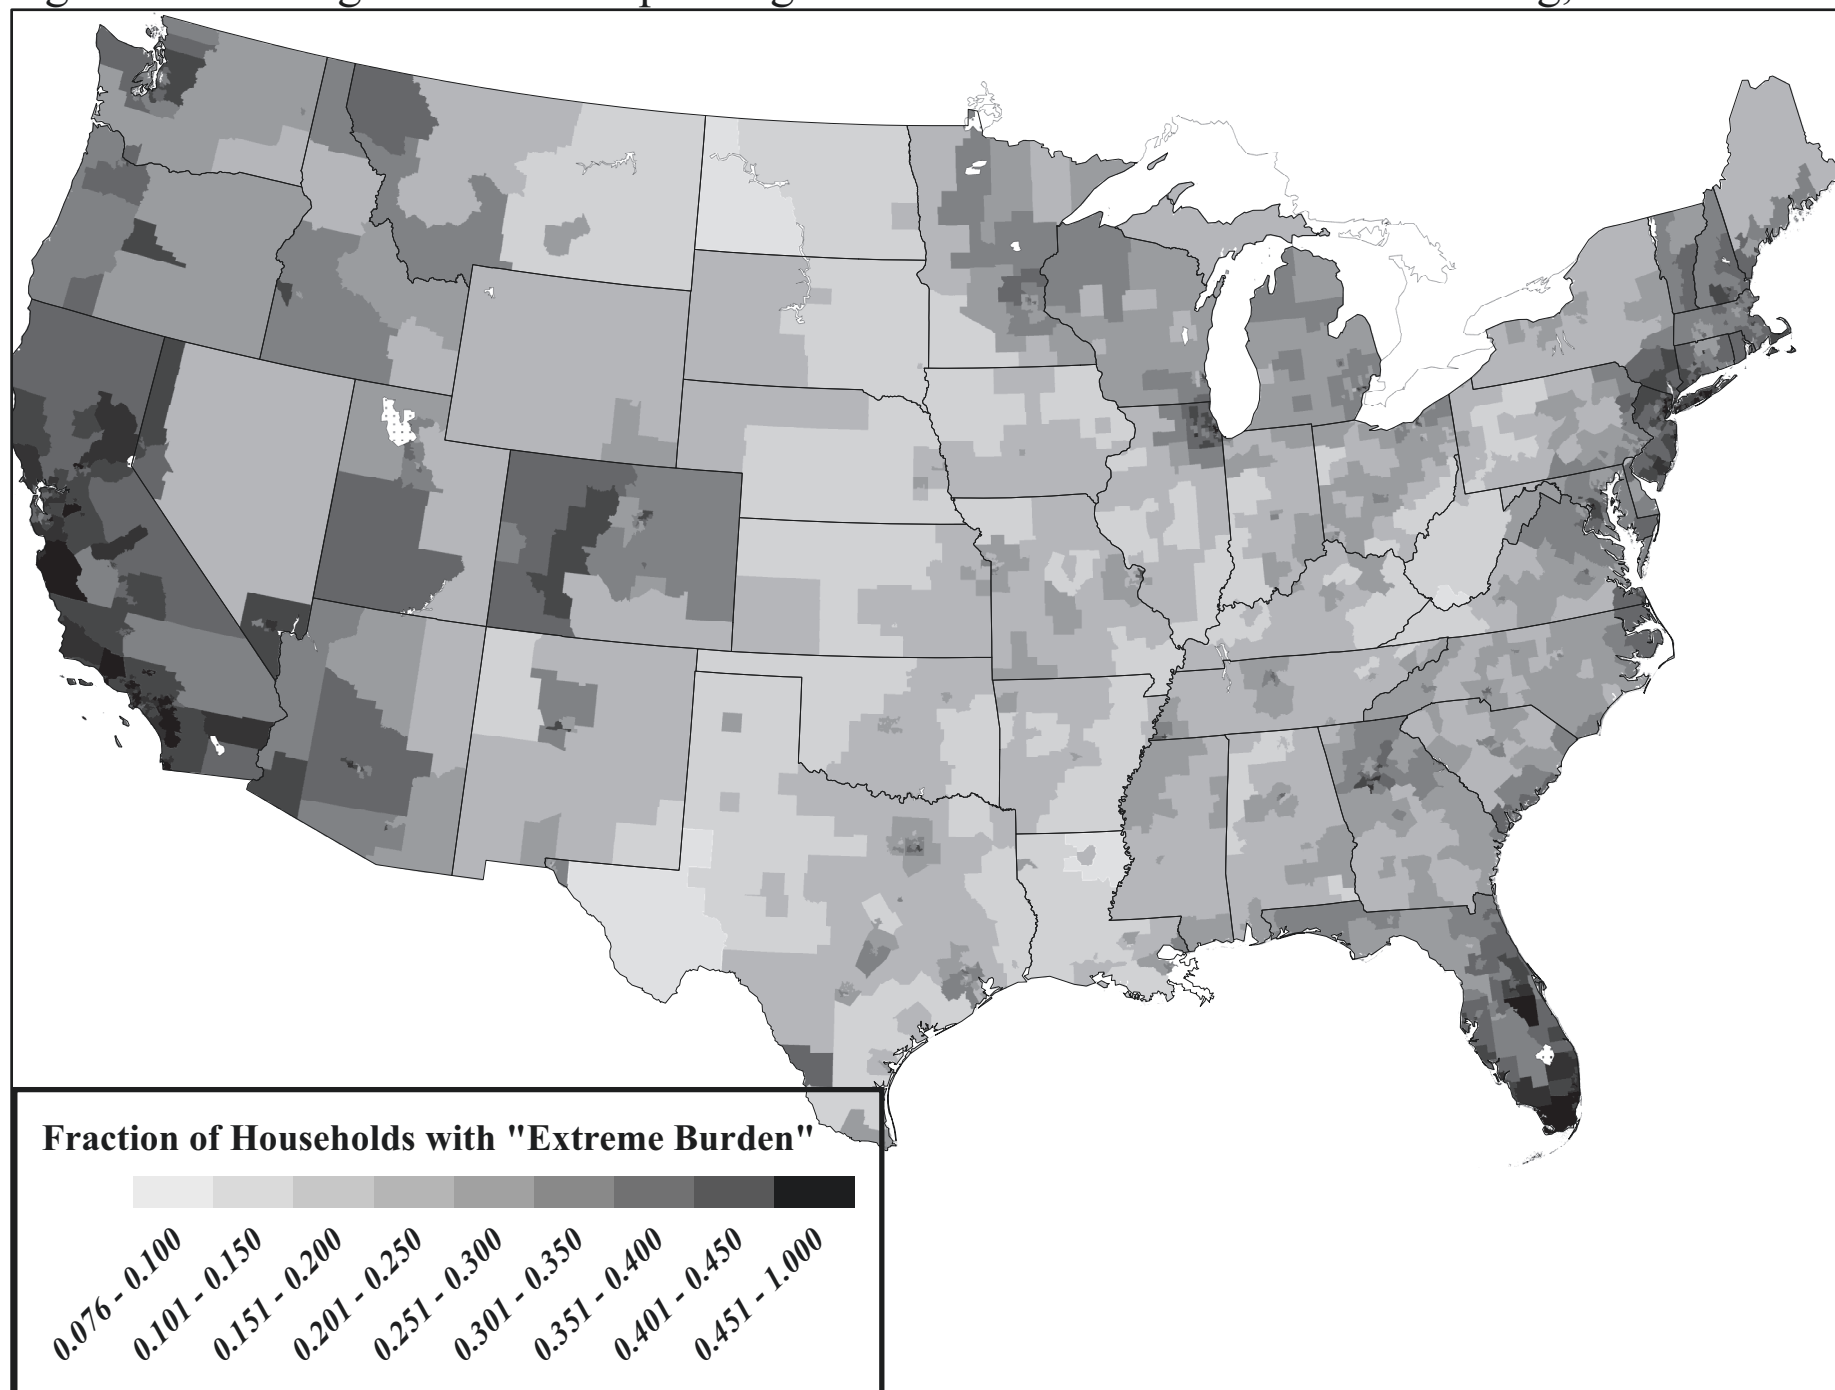 Fraction of Households with "Extreme Burden"
0.076 - 0.100
0.101 - 0.150
0.151 - 0.200
0.201 - 0.250
0.251 - 0.300
0.301 - 0.350
0.351 - 0.400
0.401 - 0.450
0.451 - 1.000